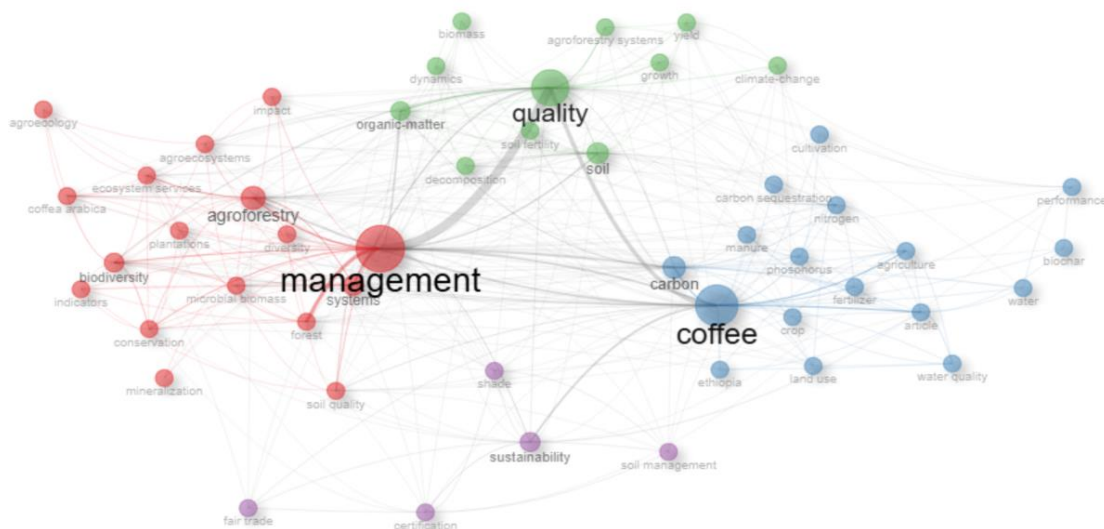 biomass
agroforestry systems
yield
dynamics
growth
climate-change
impact
agroecology
quality
organic-matter
soil fertility
cultivation
agroecosystems
decomposition
soil
ecosystem services
carbon sequestration
performance
coffea arabica
agroforestry
nitrogen
plantations
diversity
manure
biochar
biodiversity
phosphorus
agriculture
management
carbon
indicators
microbial biomass
systems
fertilizer
water
coffee
conservation
forest
crop
article
shade
ethiopia
land use
water quality
mineralization
soil quality
sustainability
soil management
fair trade
certification